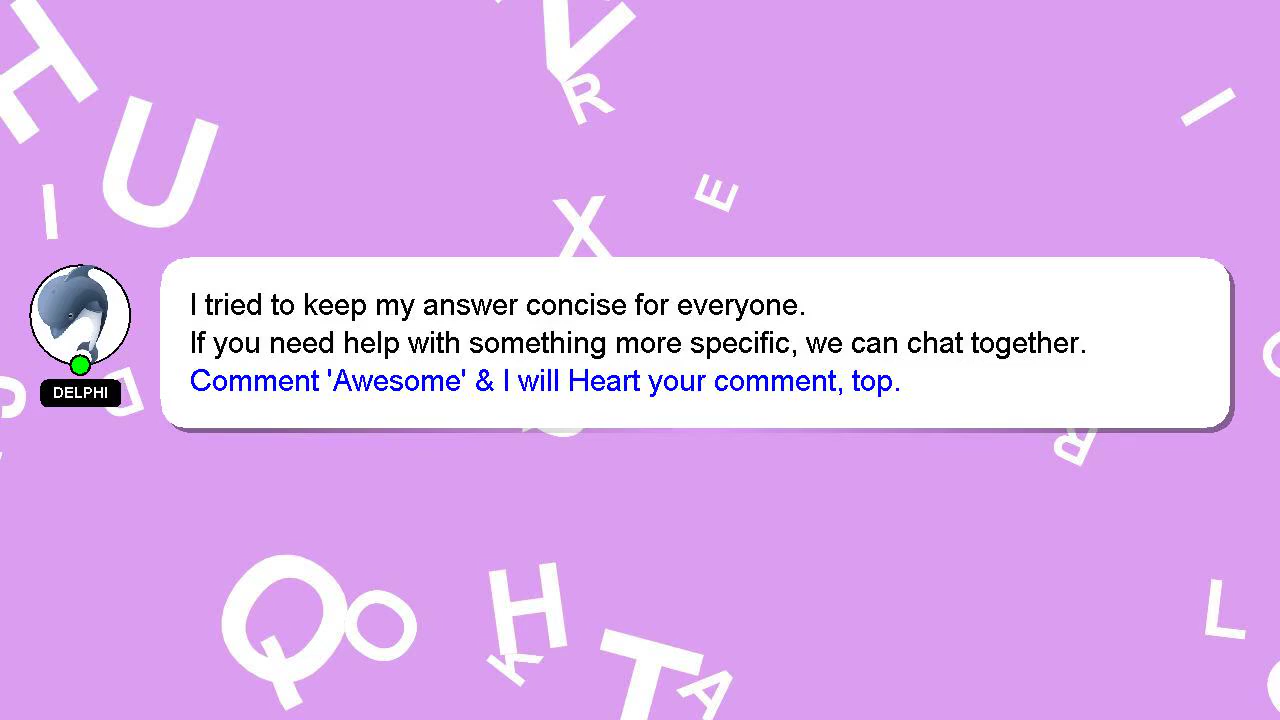 H
U
V
R
I
I
E
X
I tried to keep my answer concise for everyone.
If you need help with something more specific, we can chat together.
Comment 'Awesome' & I will Heart your comment, top.
DELPHI
D
R
Q
O
H
K
T
A
L